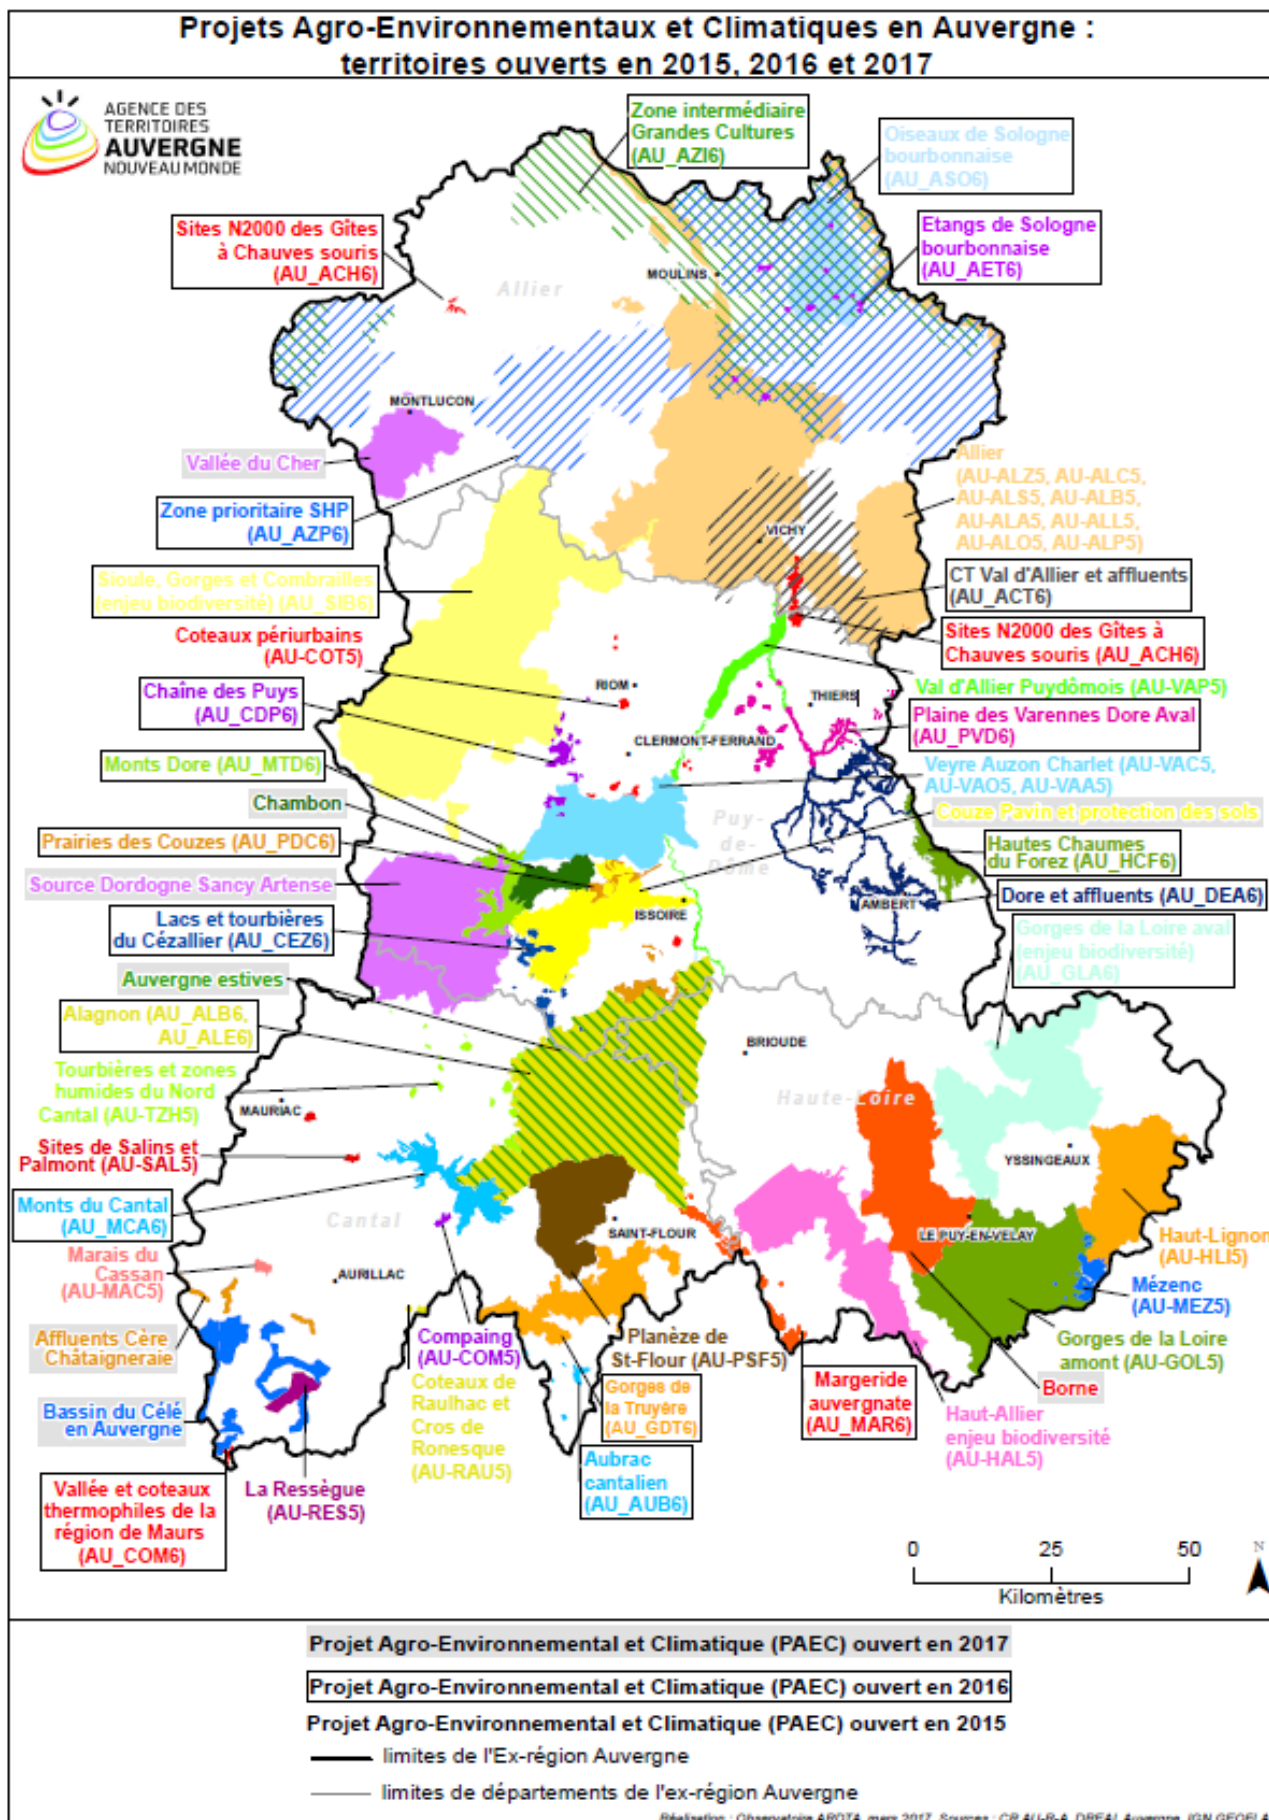 Projets Agro-Environnementaux et Climatiques en Auvergne :
territoires ouverts en 2015, 2016 et 2017
AGENCE DES
TERRITOIRES
AUVERGNE
NOUVEAU MONDE
Zone intermédiaire
Grandes Cultures
(AU_AZI6)
Oiseaux de Sologne
bourbonnaise
(AU_ASO6)
Sites N2000 des Gîtes
à Chauves souris
(AU_ACH6)
Etangs de Sologne
bourbonnaise
(AU_AET6)
MOULINS
Allier
MONTLUCON
Vallée du Cher
Allier
(AU-ALZ5, AU-ALC5,
AU-ALS5, AU-ALB5,
AU-ALA5, AU-ALL5,
AU-ALO5, AU-ALP5)
Zone prioritaire SHP
(AU_AZP6)
VICHY
Sioule, Gorges et Combrailles
(enjeu biodiversité) (AU_SIB6)
CT Val d'Allier et affluents
(AU_ACT6)
Coteaux périurbains
(AU-COT5)
Sites N2000 des Gîtes à
Chauves souris (AU_ACH6)
Chaîne des Puys
(AU_CDP6)
RIOM
THIERS
Val d'Allier Puydômois (AU-VAP5)
Plaine des Varennes Dore Aval
(AU_PVD6)
CLERMONT-FERRAND
Monts Dore (AU_MTD6)
Veyre Auzon Charlet (AU-VAC5,
AU-VAO5, AU-VAA5)
Chambon
Couze Pavin et protection des sols
Puy-
de-
Dôme
Prairies des Couzes (AU_PDC6)
Hautes Chaumes
du Forez (AU_HCF6)
Source Dordogne Sancy Artense
Dore et affluents (AU_DEA6)
AMBERT
ISSOIRE
Lacs et tourbières
du Cézallier (AU_CEZ6)
Gorges de la Loire aval
(enjeu biodiversité)
(AU_GLA6)
Auvergne estives
Alagnon (AU_ALB6,
AU_ALE6)
BRIOUDE
Tourbières et zones
humides du Nord
Cantal (AU-TZH5)
Haute-Loire
MAURIAC
Sites de Salins et
Palmont (AU-SAL5)
YSSINGEAUX
Monts du Cantal
(AU_MCA6)
Cantal
SAINT-FLOUR
LE PUY-EN-VELAY
Haut-Lignon
(AU-HLI5)
Marais du
Cassan
(AU-MAC5)
AURILLAC
Mézenc
(AU-MEZ5)
Affluents Cère
Châtaigneraie
Compaing
(AU-COM5)
Planèze de
St-Flour (AU-PSF5)
Gorges de la Loire
amont (AU-GOL5)
Bassin du Célé
en Auvergne
Coteaux de
Raulhac et
Cros de
Ronesque
(AU-RAU5)
Gorges de
la Truyère
(AU_GDT6)
Margeride
auvergnate
(AU_MAR6)
Borne
Haut-Allier
enjeu biodiversité
(AU-HAL5)
Aubrac
cantalien
(AU_AUB6)
Vallée et coteaux
thermophiles de la
région de Maurs
(AU_COM6)
La Ressègue
(AU-RES5)
0 25 50
Kilomètres
N
Projet Agro-Environnemental et Climatique (PAEC) ouvert en 2017
Projet Agro-Environnemental et Climatique (PAEC) ouvert en 2016
Projet Agro-Environnemental et Climatique (PAEC) ouvert en 2015
limites de l'Ex-région Auvergne
limites de départements de l'ex-région Auvergne
Réalisation : Observatoire ARDTA, mars 2017, Sources : CR AU-R-A, DREAL Auvergne, IGN GEOFLA